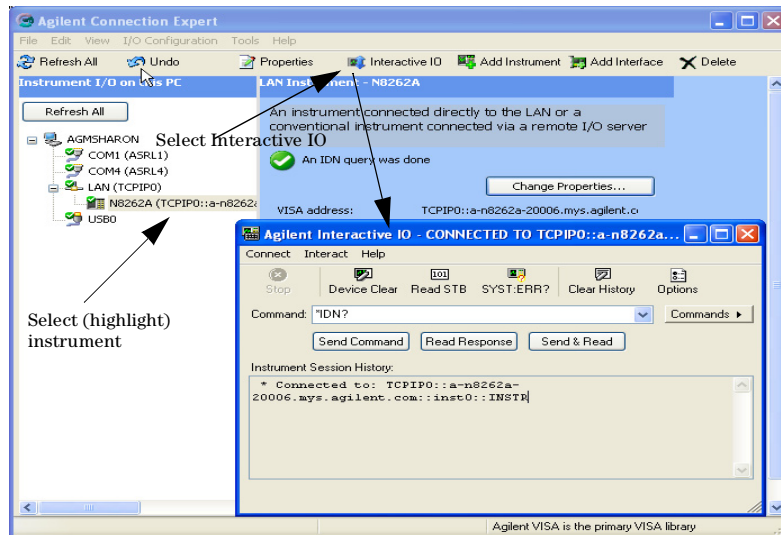 Agilent Connection Expert
File Edit View I/O Configuration Tools Help
Refresh All Undo Properties Interactive IO Add Instrument Add Interface Delete
Instrument I/O on this PC
LAN Instrument - N8262A
Refresh All
An instrument connected directly to the LAN or a
conventional instrument connected via a remote I/O server
AGMSHARON
Select Interactive IO
COM1 (ASRL1)
An IDN query was done
COM4 (ASRL4)
LAN (TCPIP0)
Change Properties...
N8262A (TCPIP0::a-n8262a
VISA address: TCPIP0::a-n8262a-20006.mys.agilent.co
USB0
Agilent Interactive IO - CONNECTED TO TCPIP0::a-n8262a...
Connect Interact Help
Stop Device Clear Read STB SYST:ERR? Clear History Options
Select (highlight)
instrument
Command: *IDN? Commands
Send Command Read Response Send & Read
Instrument Session History:
* Connected to: TCPIP0::a-n8262a-
20006.mys.agilent.com::inst0::INSTR
Agilent VISA is the primary VISA library